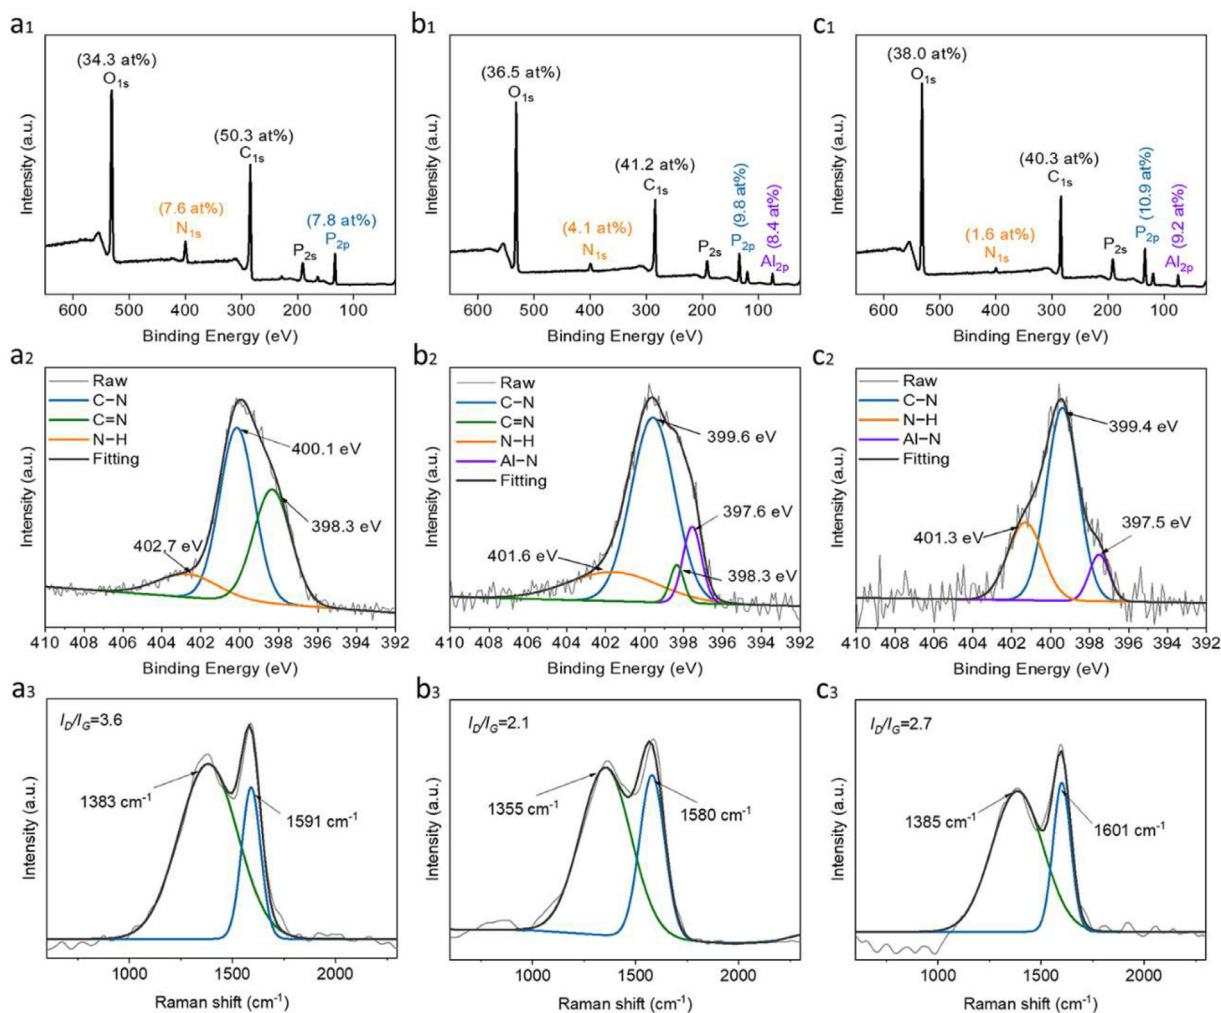 a1
(34.3 at%)
O1s
(50.3 at%)
C1s
(7.6 at%)
N1s
(7.8 at%)
P2p
P2s
Intensity (a.u.)
600 500 400 300 200 100
Binding Energy (eV)
b1
(36.5 at%)
O1s
(41.2 at%)
C1s
(4.1 at%)
N1s
P2s
P2p (9.8 at%)
Al2p (8.4 at%)
Intensity (a.u.)
600 500 400 300 200 100
Binding Energy (eV)
c1
(38.0 at%)
O1s
(40.3 at%)
C1s
(1.6 at%)
N1s
P2s
P2p (10.9 at%)
Al2p (9.2 at%)
Intensity (a.u.)
600 500 400 300 200 100
Binding Energy (eV)
a2
Raw
C−N
C=N
N−H
Fitting
400.1 eV
398.3 eV
402.7 eV
Intensity (a.u.)
410 408 406 404 402 400 398 396 394 392
Binding Energy (eV)
b2
Raw
C−N
C=N
N−H
Al−N
Fitting
399.6 eV
397.6 eV
401.6 eV
398.3 eV
Intensity (a.u.)
410 408 406 404 402 400 398 396 394 392
Binding Energy (eV)
c2
Raw
C−N
N−H
Al−N
Fitting
399.4 eV
401.3 eV
397.5 eV
Intensity (a.u.)
410 408 406 404 402 400 398 396 394 392
Binding Energy (eV)
a3
ID/IG=3.6
1383 cm-1
1591 cm-1
Intensity (a.u.)
1000 1500 2000
Raman shift (cm-1)
b3
ID/IG=2.1
1355 cm-1
1580 cm-1
Intensity (a.u.)
1000 1500 2000
Raman shift (cm-1)
c3
ID/IG=2.7
1385 cm-1
1601 cm-1
Intensity (a.u.)
1000 1500 2000
Raman shift (cm-1)